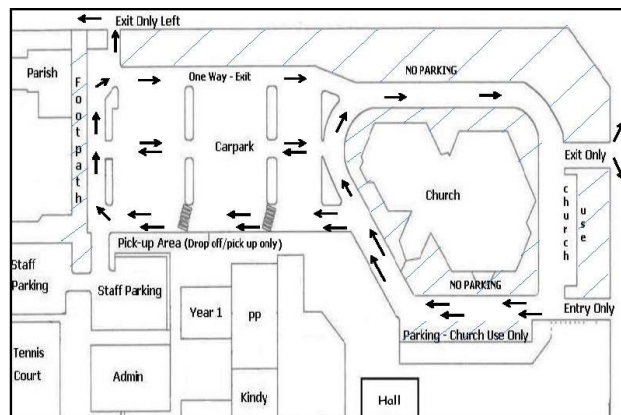 Exit Only Left
Parish
Footpath
One Way - Exit
NO PARKING
Carpark
Church
Exit Only
church
use
Pick-up Area (Drop off/pick up only)
Staff
Parking
Staff Parking
NO PARKING
Entry Only
Year 1
pp
Parking - Church Use Only
Tennis
Court
Admin
Kindy
Hall